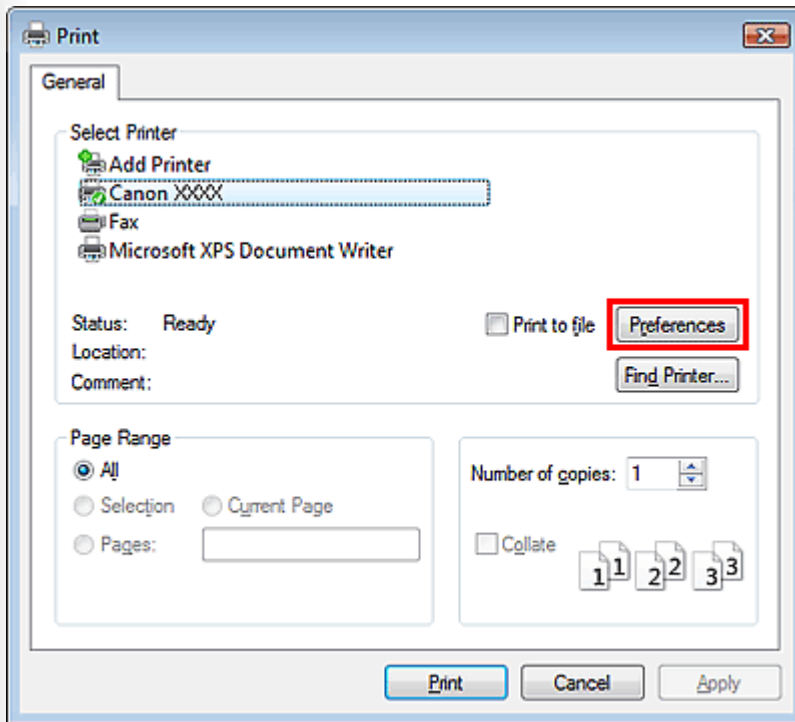 Print
General
Select Printer
Add Printer
Canon XXXX
Fax
Microsoft XPS Document Writer
Status: Ready
Print to file
Preferences
Location:
Comment:
Find Printer...
Page Range
All
Selection Current Page
Pages:
Number of copies: 1
Collate
1 1 2 2 3 3
Print Cancel Apply